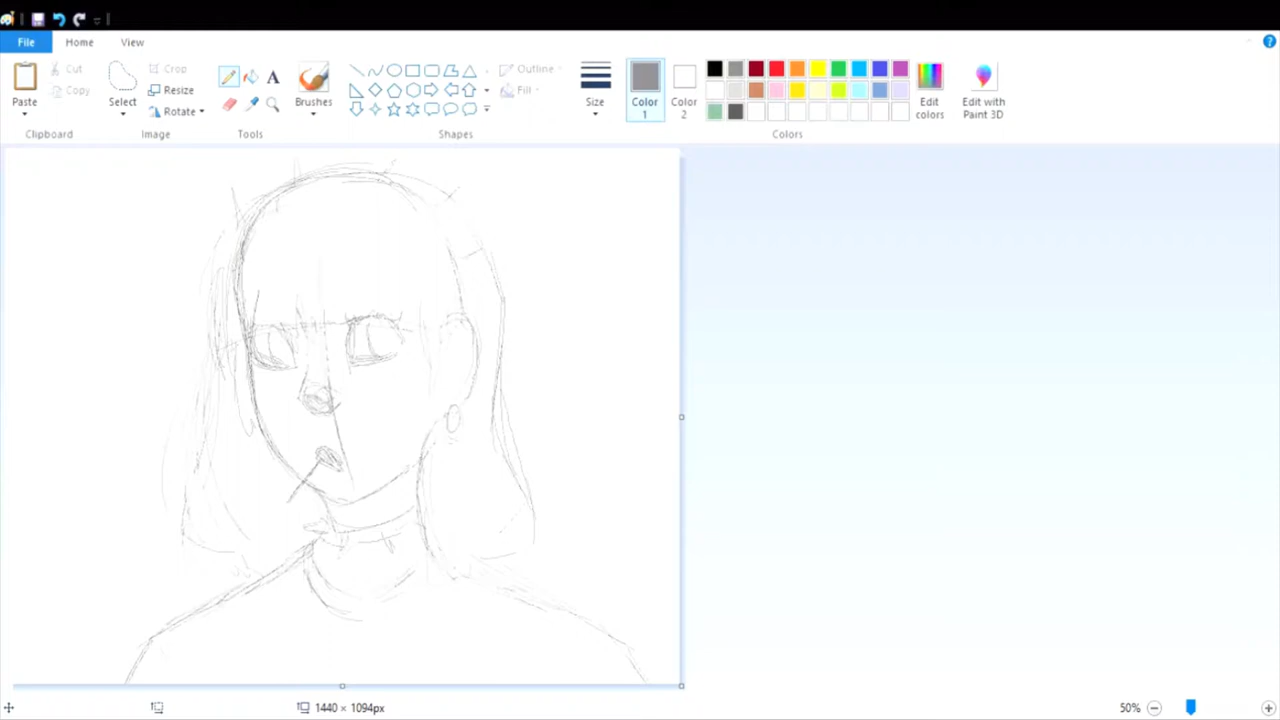 File Home View
Paste
Cut
Copy
Clipboard
Select
Crop
Resize
Rotate
Image
A
Tools
Brushes
Shapes
Outline
Fill
Size
Color 1
Color 2
Colors
Edit colors
Edit with Paint 3D
?
1440 × 1094px
50%